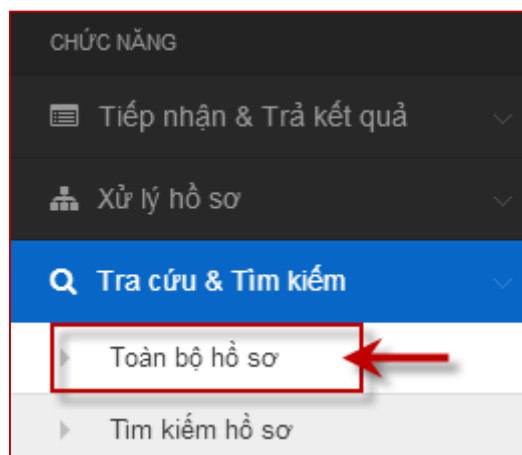 CHỨC NĂNG
Tiếp nhận & Trả kết quả
Xử lý hồ sơ
Tra cứu & Tìm kiếm
Toàn bộ hồ sơ
Tìm kiếm hồ sơ